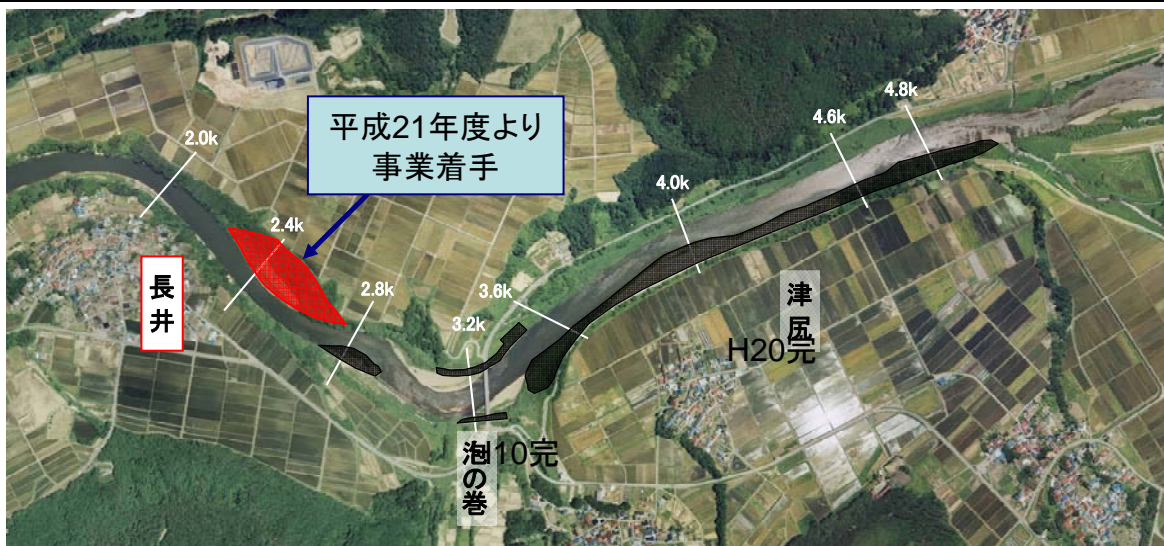 平成21年度より
事業着手
4.8k
4.6k
2.0k
4.0k
2.4k
長井
2.8k
3.6k
津尻
3.2k
H20完
泡の巻
H10完